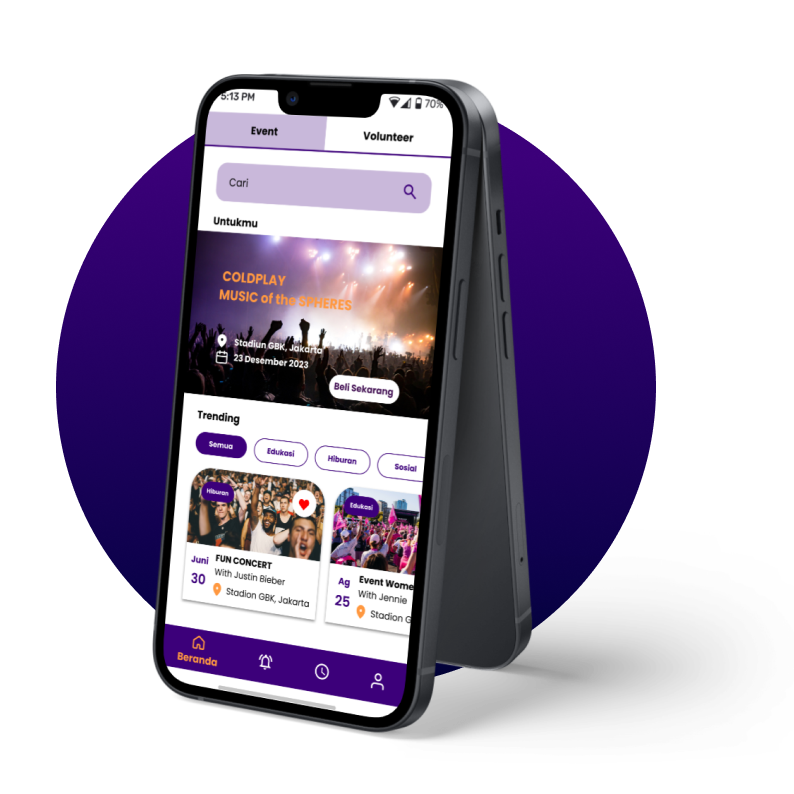 5:13 PM
70%
Event
Volunteer
Cari
Untukmu
COLDPLAY
MUSIC of the SPHERES
Stadiun GBK, Jakarta
23 Desember 2023
Beli Sekarang
Trending
Semua
Edukasi
Hiburan
Sosial
Hiburan
Juni
30
FUN CONCERT
With Justin Bieber
Stadion GBK, Jakarta
Edukasi
Ag
25
Event Wome
With Jennie
Stadion G
Beranda